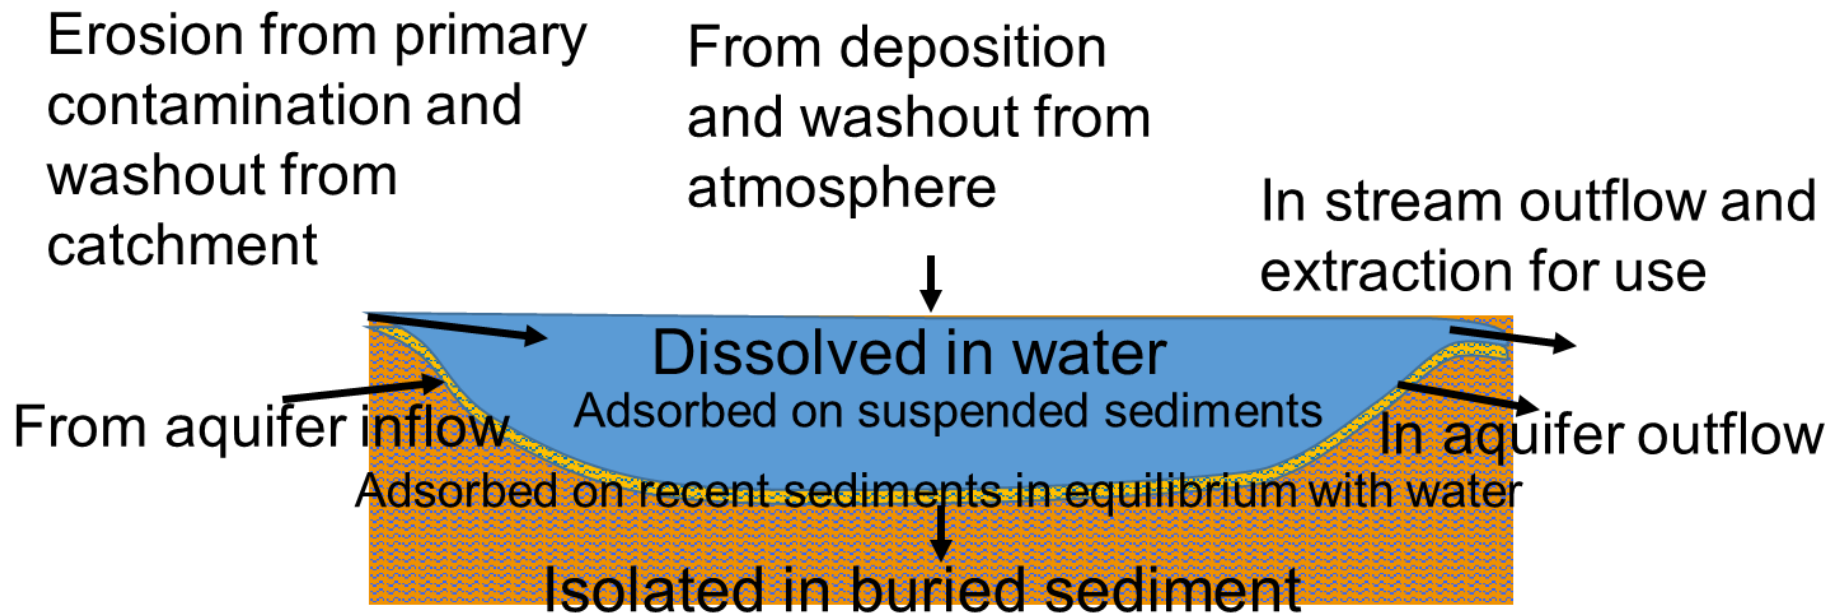 Erosion from primary
contamination and
washout from
catchment
From deposition
and washout from
atmosphere
In stream outflow and
extraction for use
Dissolved in water
Adsorbed on suspended sediments
From aquifer inflow
In aquifer outflow
Adsorbed on recent sediments in equilibrium with water
Isolated in buried sediment